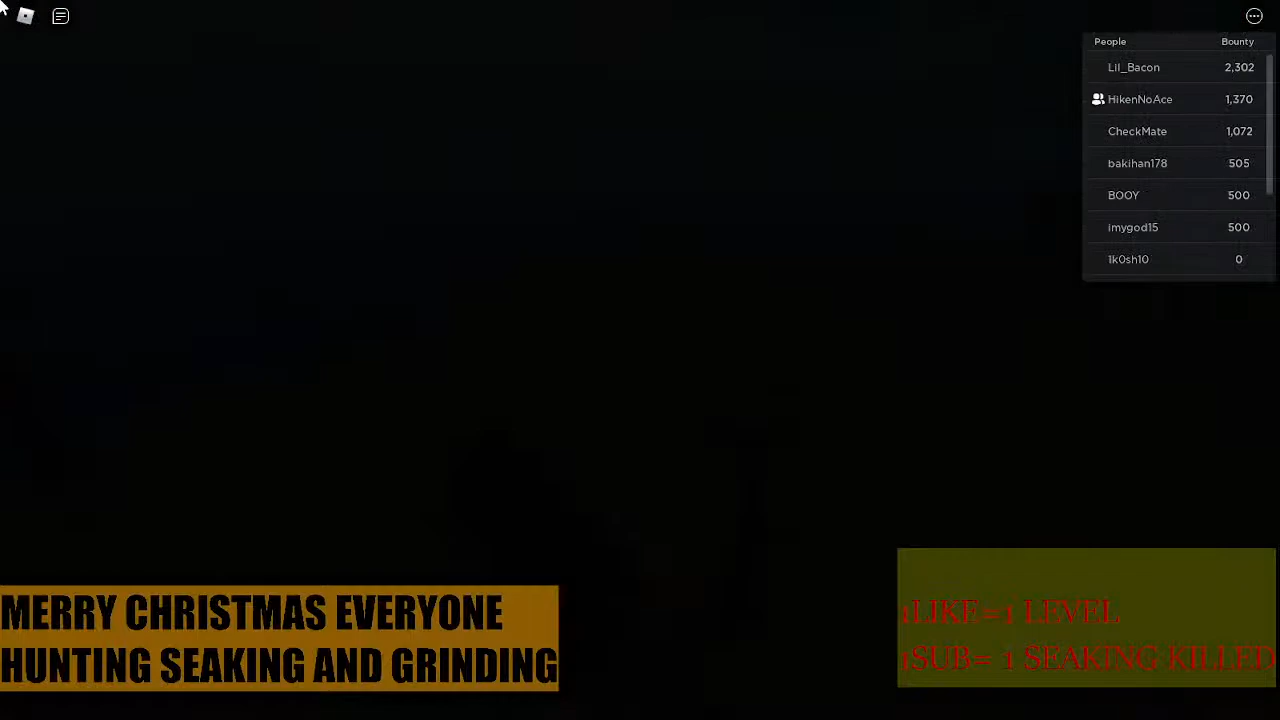 People Bounty
Lil_Bacon 2,302
HikenNoAce 1,370
CheckMate 1,072
bakihan178 505
BOOY 500
imygod15 500
1k0sh10 0
MERRY CHRISTMAS EVERYONE
HUNTING SEAKING AND GRINDING
1LIKE=1 LEVEL
1SUB= 1 SEAKING KILLED